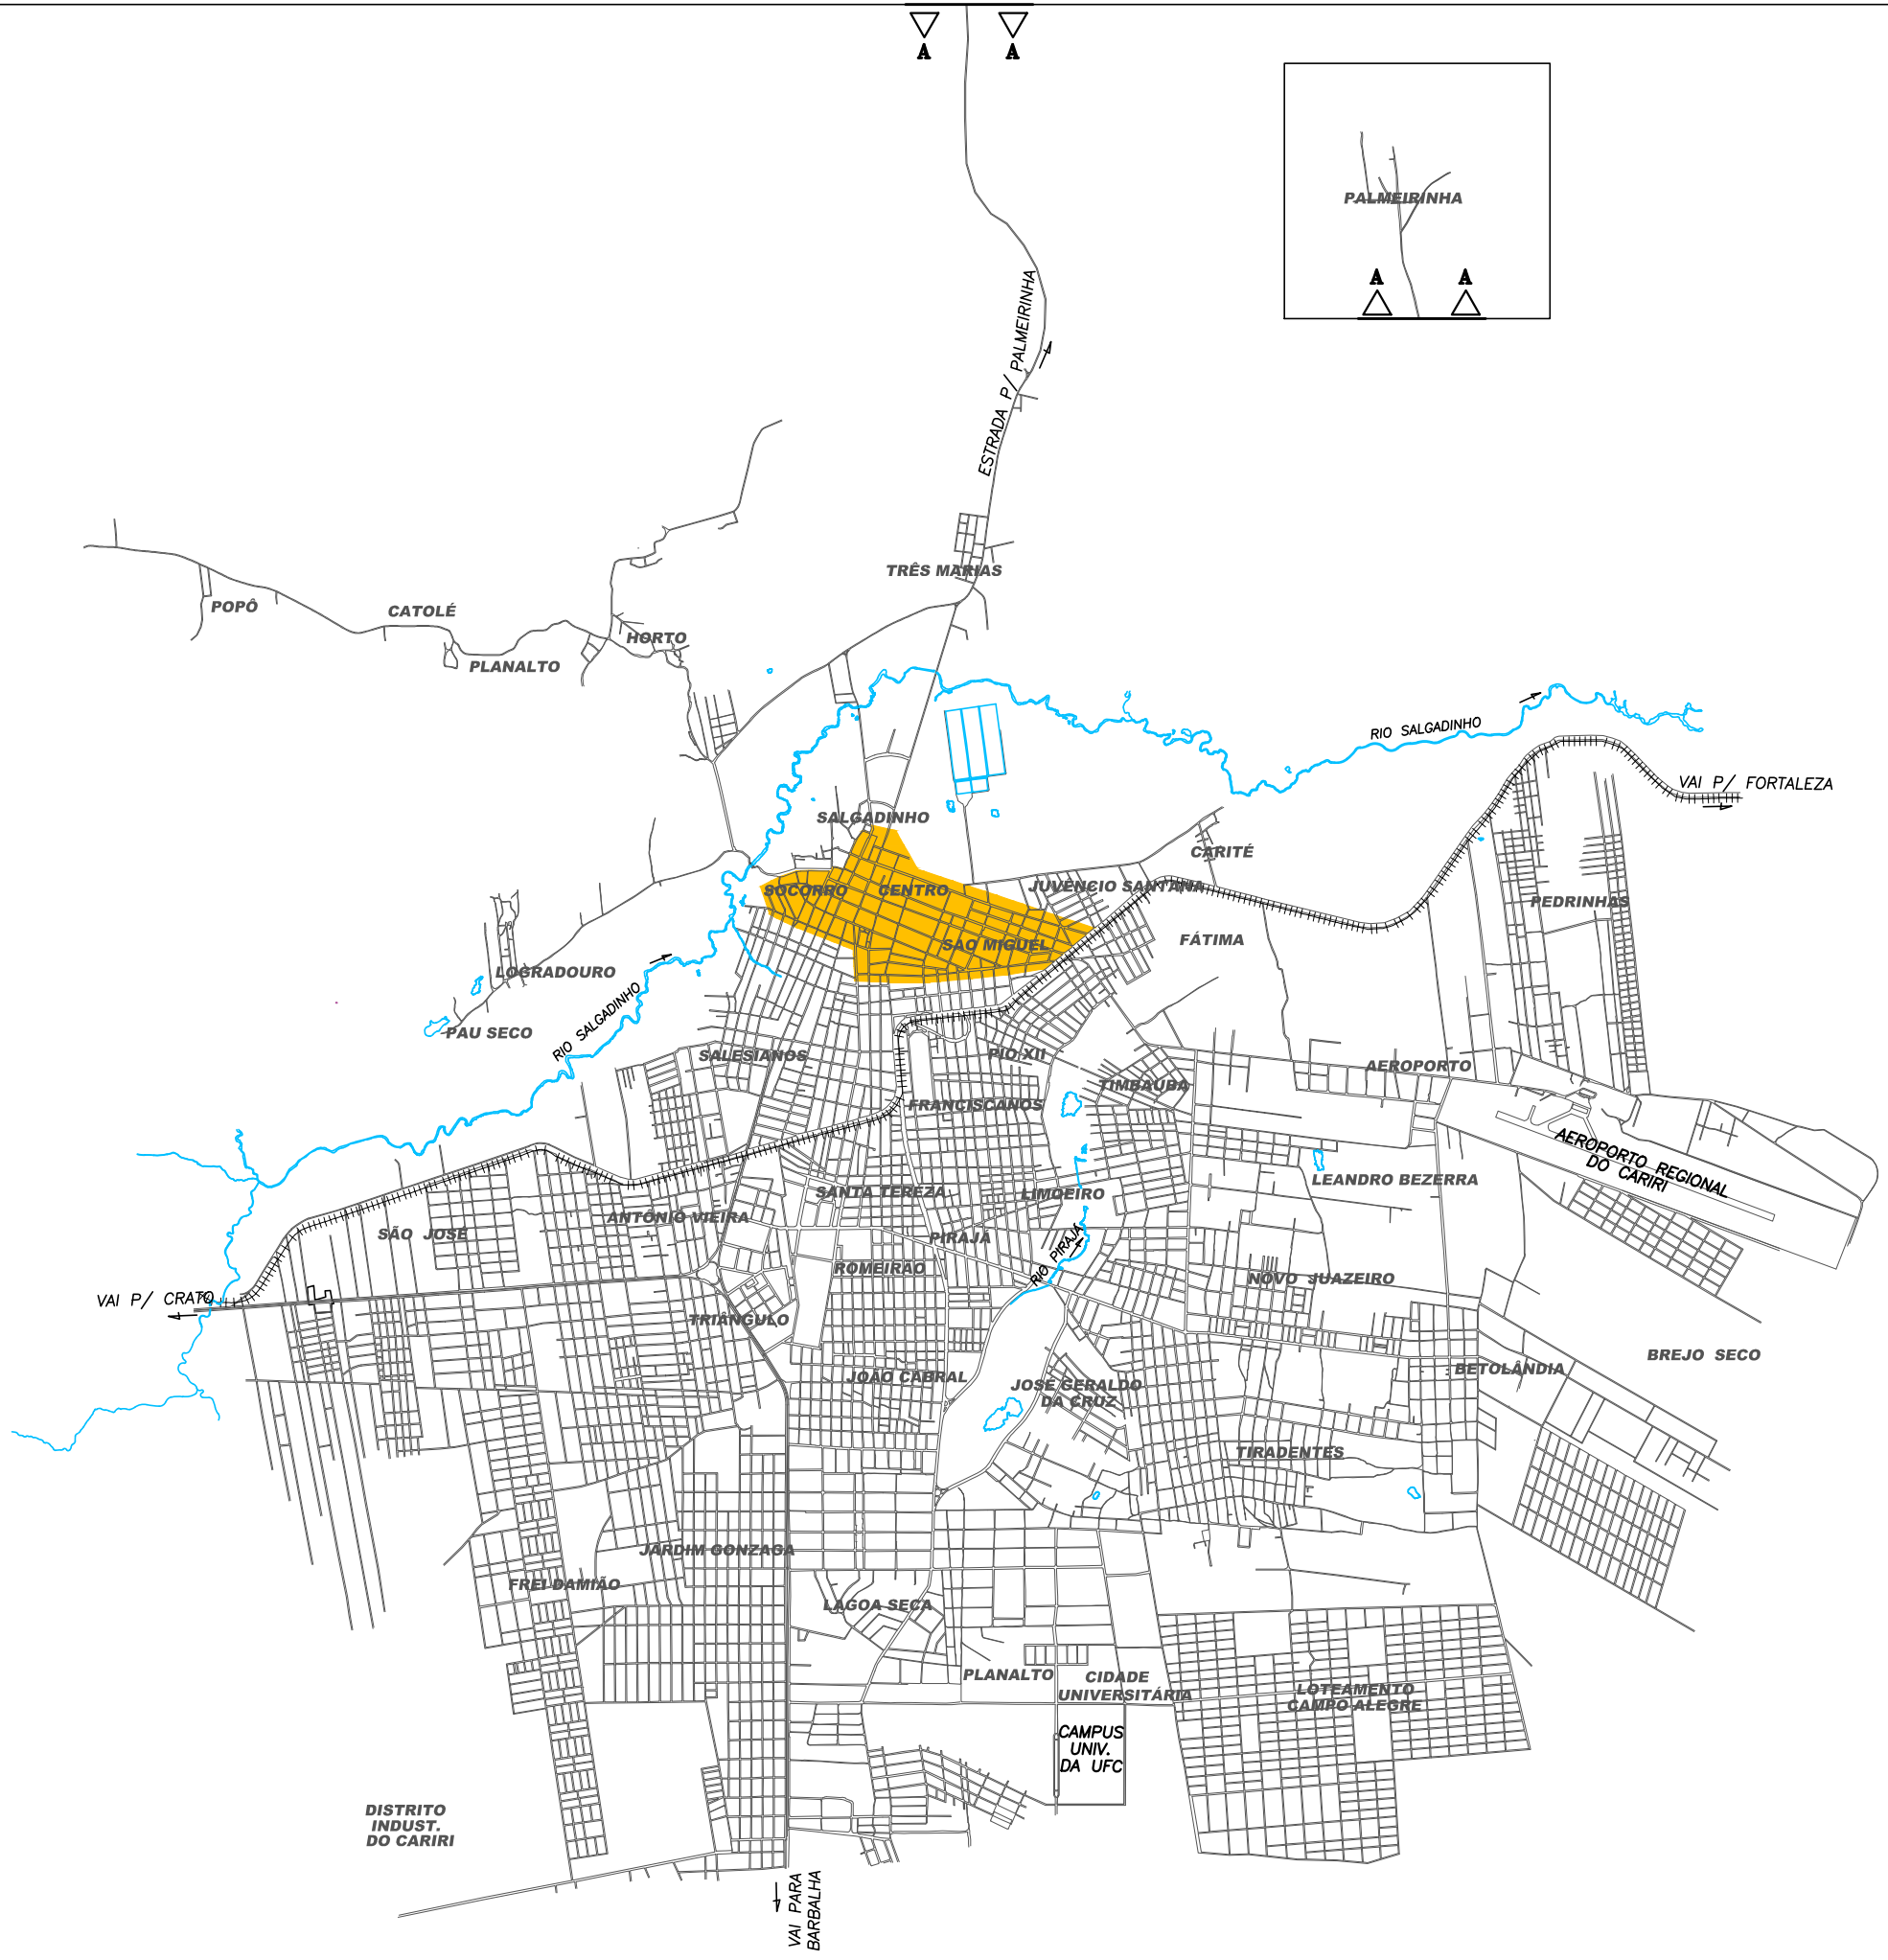 A A
PALMEIRINHA
A A
ESTRADA P/ PALMEIRINHA
TRÊS MARIAS
POPÔ
CATOLÉ
HORTO
PLANALTO
RIO SALGADINHO
VAI P/ FORTALEZA
SALGADINHO
CARITÉ
SOCORRO
CENTRO
JUVÊNCIO SANTANA
PEDRINHAS
FÁTIMA
SÃO MIGUEL
LOGRADOURO
RIO SALGADINHO
PAU SECO
SALESIANOS
PIO XII
AEROPORTO
TIMBAÚBA
FRANCISCANOS
AEROPORTO REGIONAL
DO CARIRI
LEANDRO BEZERRA
SANTA TEREZA
LIMOEIRO
ANTÔNIO VIEIRA
SÃO JOSÉ
PIRAJÁ
RIO PIRAJÁ
ROMEIRÃO
NOVO JUAZEIRO
VAI P/ CRATO
TRIÂNGULO
BREJO SECO
BETOLÂNDIA
JOÃO CABRAL
JOSÉ GERALDO
DA CRUZ
TIRADENTES
JARDIM GONZAGA
FREI DAMIÃO
LAGOA SECA
PLANALTO
CIDADE
UNIVERSITÁRIA
LOTEAMENTO
CAMPO ALEGRE
CAMPUS
UNIV.
DA UFC
DISTRITO
INDUST.
DO CARIRI
VAI PARA
BARBALHA